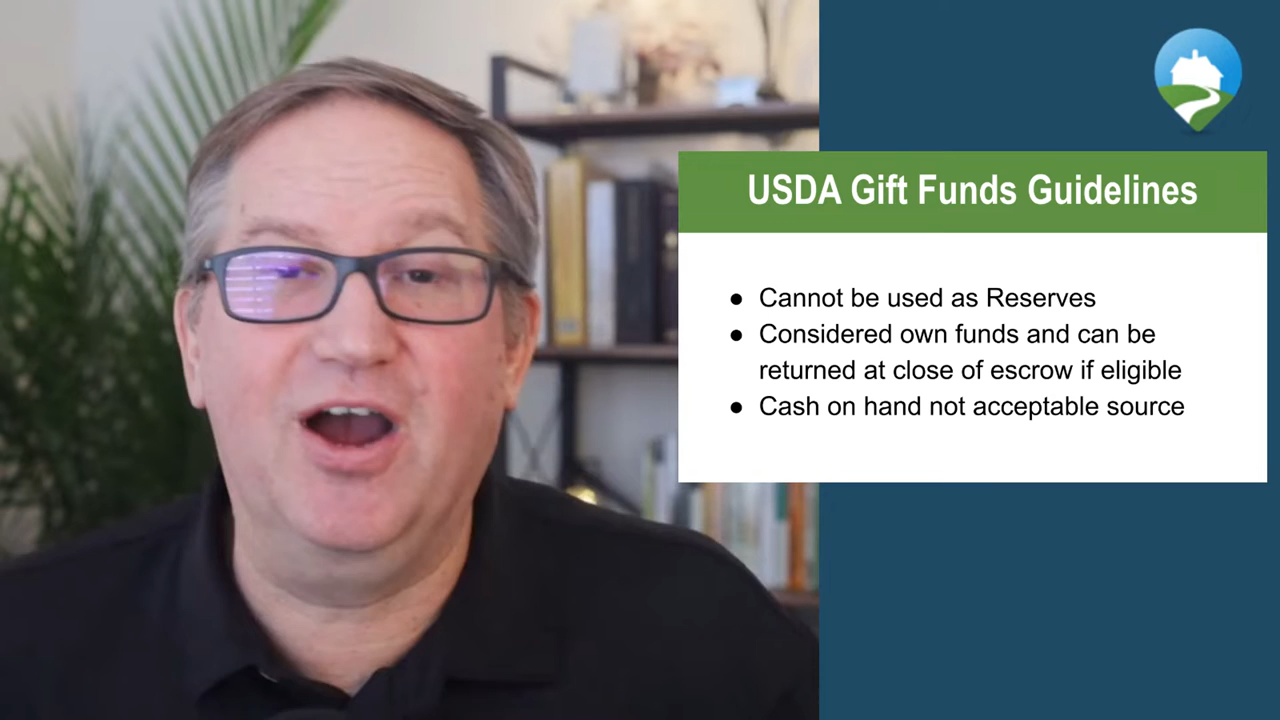 USDA Gift Funds Guidelines
● Cannot be used as Reserves
● Considered own funds and can be
returned at close of escrow if eligible
● Cash on hand not acceptable source